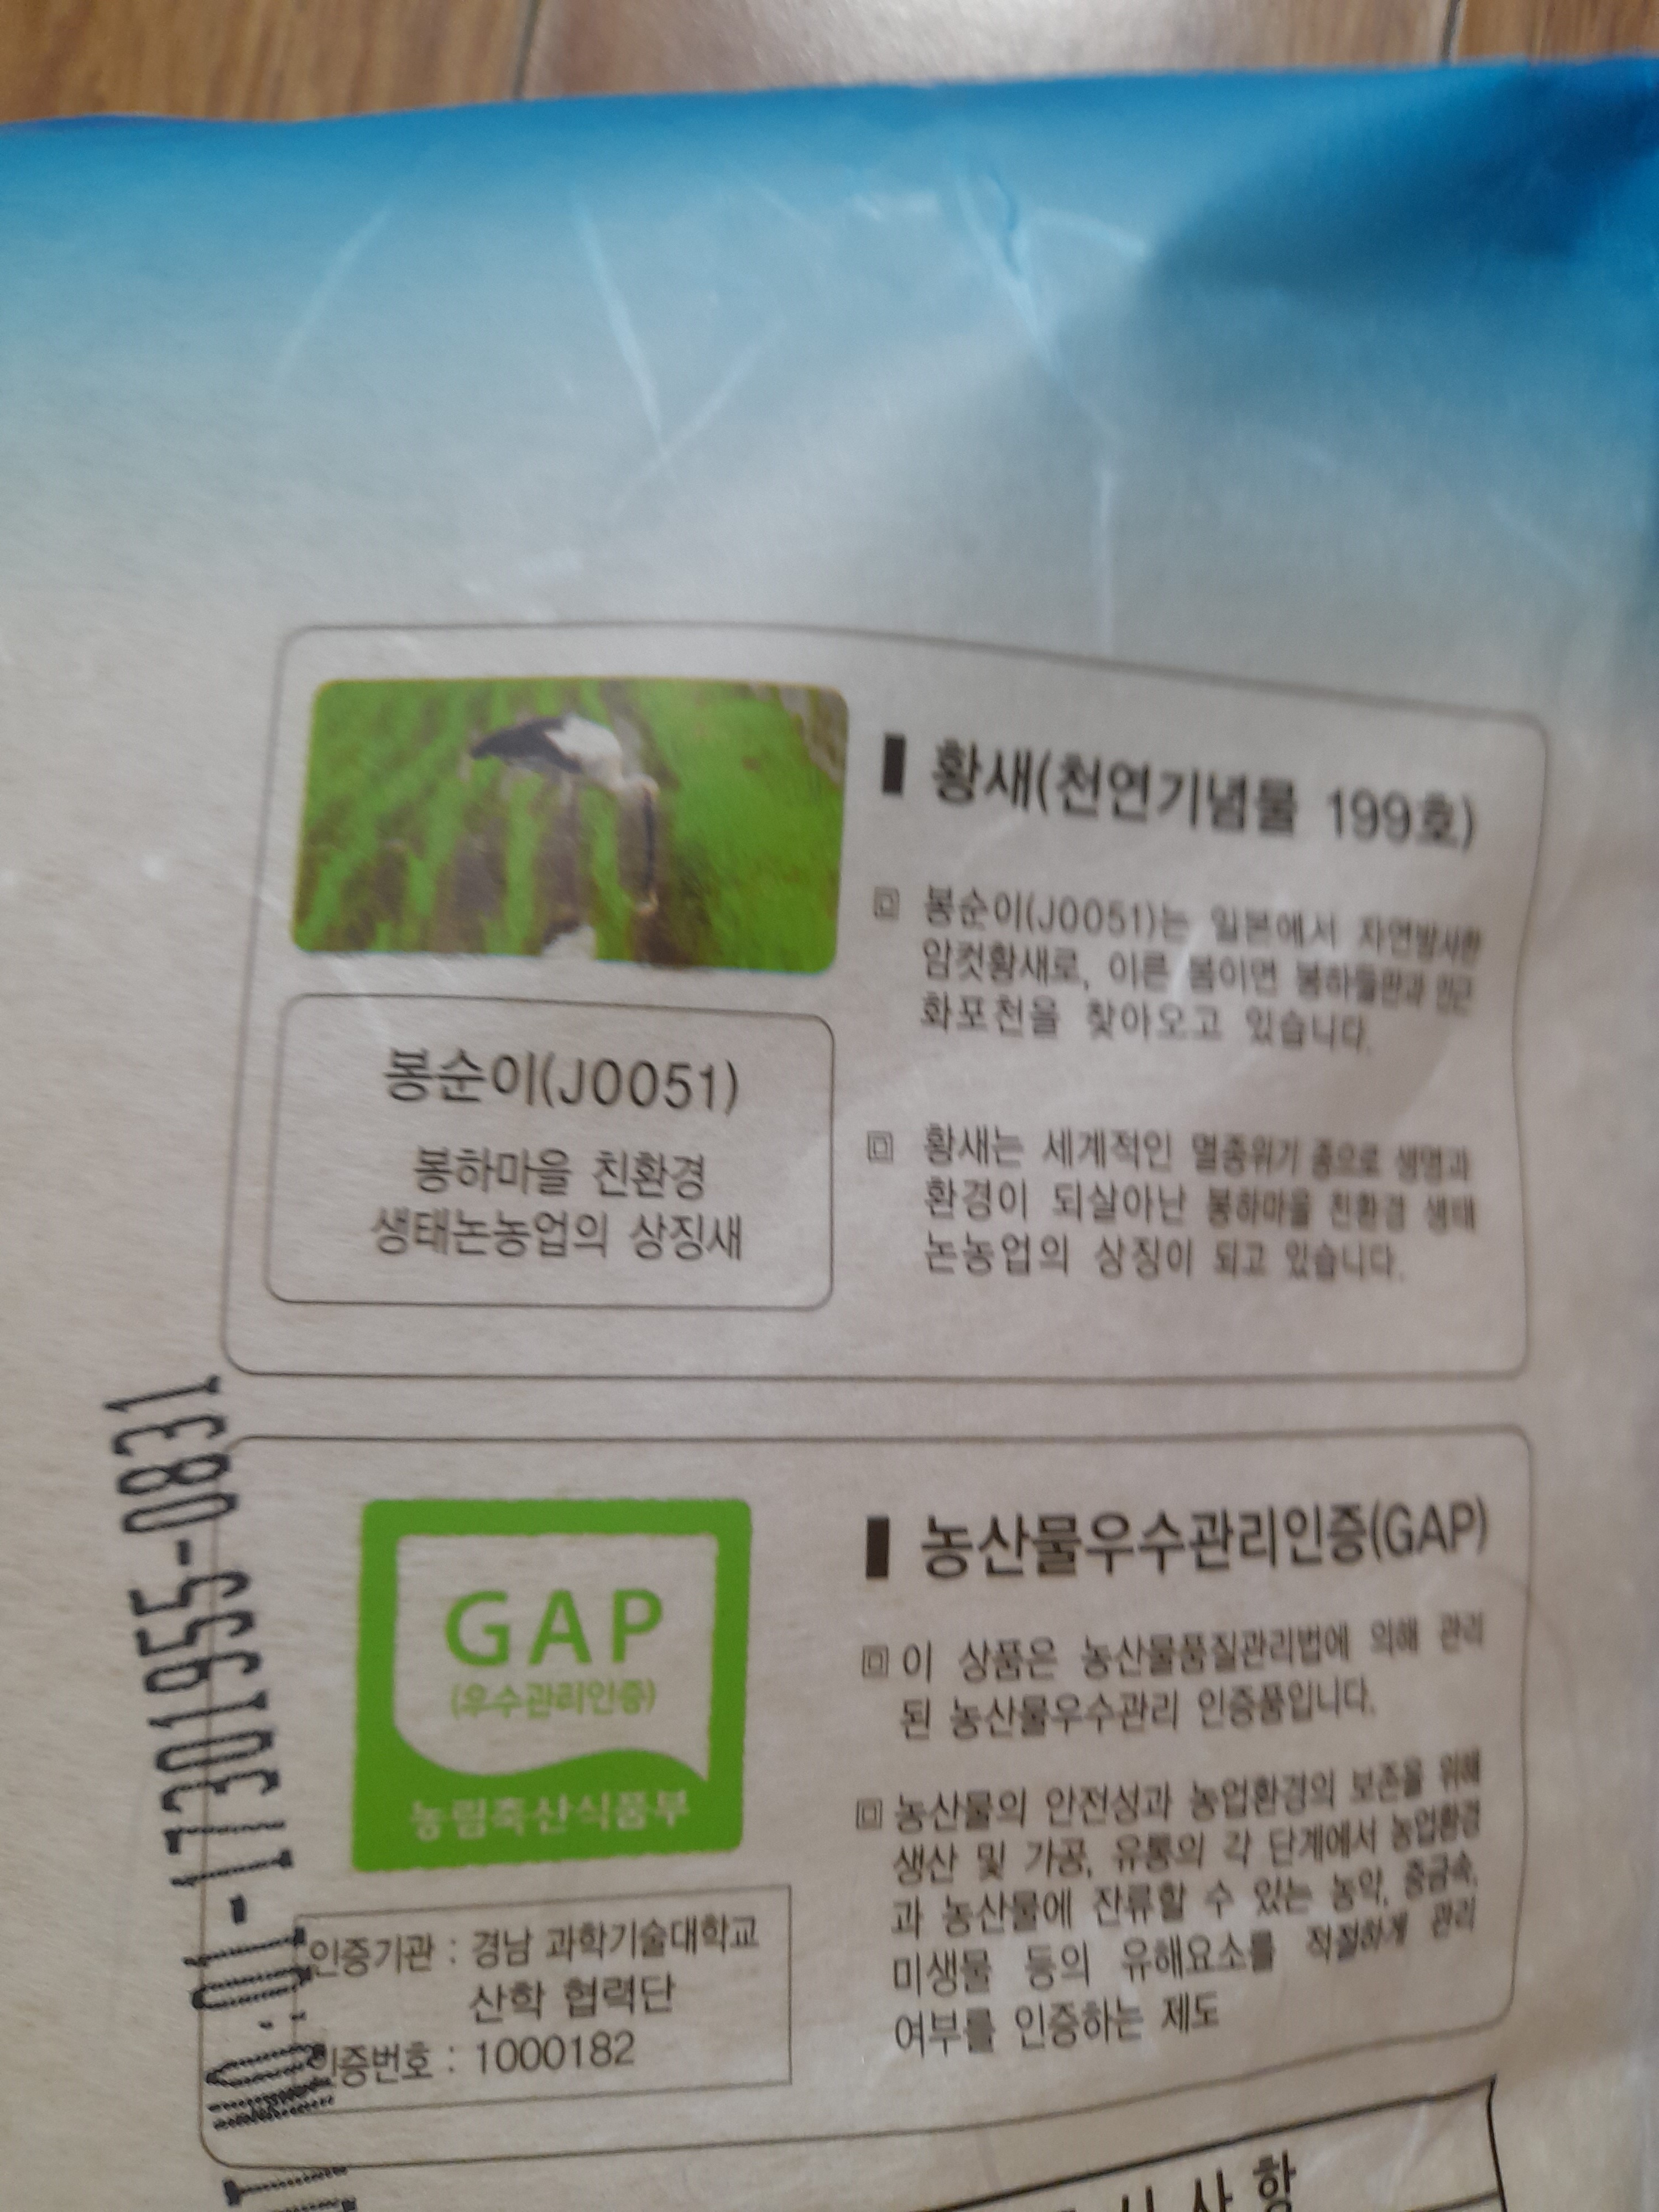 황새(천연기념물 199호)
봉순이(J0051)는 일본에서 자연방사한
암컷황새로, 이른 봄이면 봉하들판과 인근
화포천을 찾아오고 있습니다.
황새는 세계적인 멸종위기 종으로 생명과
환경이 되살아난 봉하마을 친환경 생태
논농업의 상징이 되고 있습니다.
봉순이(J0051)
봉하마을 친환경
생태논농업의 상징새
농산물우수관리인증(GAP)
이 상품은 농산물품질관리법에 의해 관리
된 농산물우수관리 인증품입니다.
농산물의 안전성과 농업환경의 보존을 위해
생산 및 가공, 유통의 각 단계에서 농업환경
과 농산물에 잔류할 수 있는 농약, 중금속,
미생물 등의 유해요소를 적절하게 관리
여부를 인증하는 제도
GAP
(우수관리인증)
농림축산식품부
인증기관 : 경남 과학기술대학교
산학 협력단
인증번호 : 1000182
NO.:01-17301955-0831